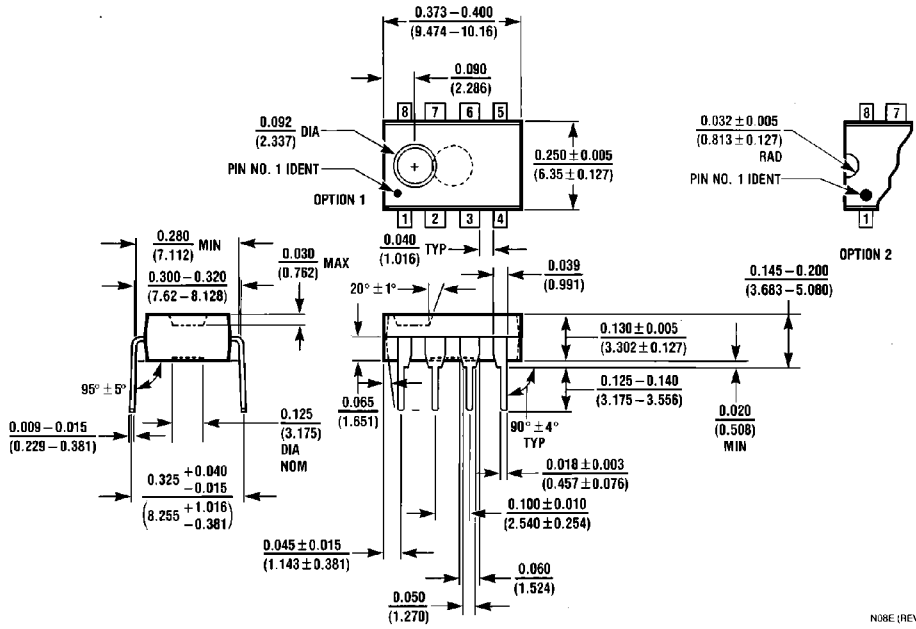 0.373–0.400
(9.474–10.16)
0.090
(2.286)
8 7 6 5
0.092 DIA
(2.337)
PIN NO. 1 IDENT
OPTION 1
0.250 ± 0.005
(6.35 ± 0.127)
1 2 3 4
0.032 ± 0.005
(0.813 ± 0.127)
RAD
PIN NO. 1 IDENT
8 7
1
OPTION 2
0.280 MIN
(7.112)
0.300–0.320
(7.62–8.128)
0.030 MAX
(0.762)
0.040 TYP
(1.016)
0.039
(0.991)
0.145–0.200
(3.683–5.080)
20° ± 1°
0.130 ± 0.005
(3.302 ± 0.127)
0.125–0.140
(3.175–3.556)
0.020
(0.508)
MIN
95° ± 5°
0.009–0.015
(0.229–0.381)
0.125
(3.175)
DIA
NOM
0.065
(1.651)
90° ± 4°
TYP
0.018 ± 0.003
(0.457 ± 0.076)
0.325 +0.040
−0.015
(8.255 +1.016
−0.381)
0.100 ± 0.010
(2.540 ± 0.254)
0.045 ± 0.015
(1.143 ± 0.381)
0.060
(1.524)
0.050
(1.270)
N08E (REV